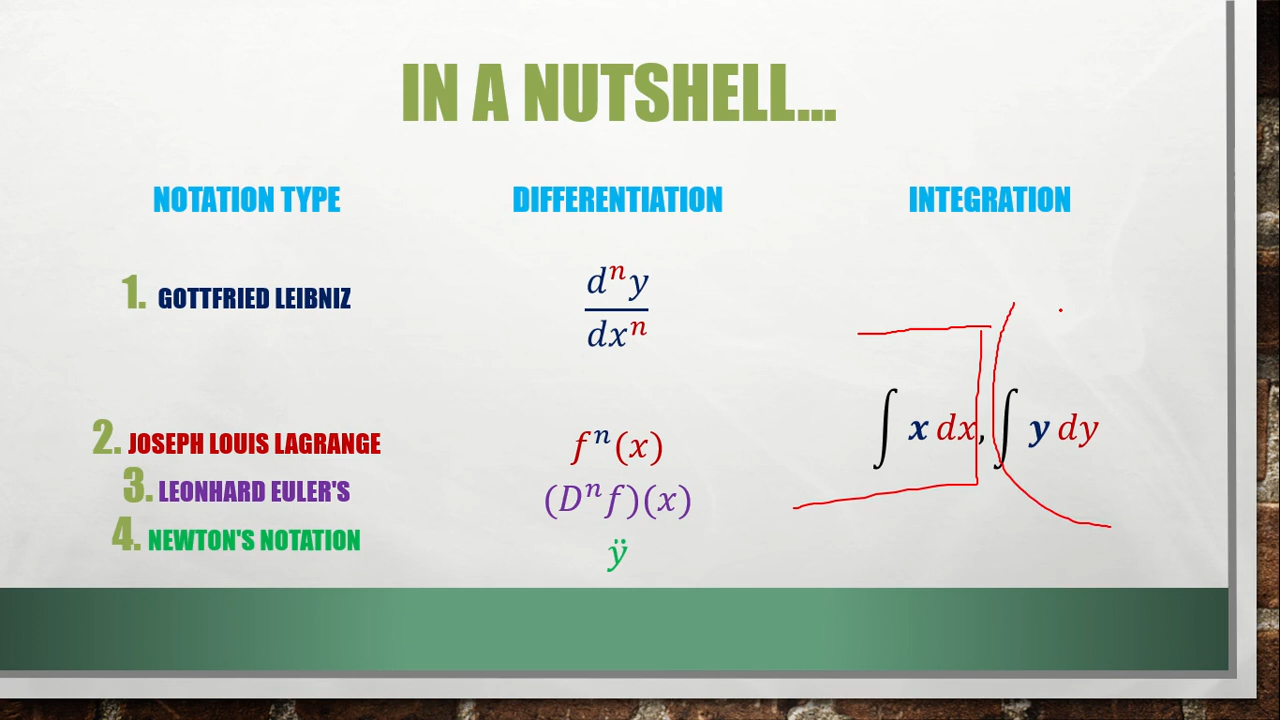 IN A NUTSHELL...
NOTATION TYPE DIFFERENTIATION INTEGRATION
1. GOTTFRIED LEIBNIZ dⁿy/dxⁿ
2. JOSEPH LOUIS LAGRANGE fⁿ(x) ∫ x dx, ∫ y dy
3. LEONHARD EULER'S (Dⁿf)(x)
4. NEWTON'S NOTATION ÿ